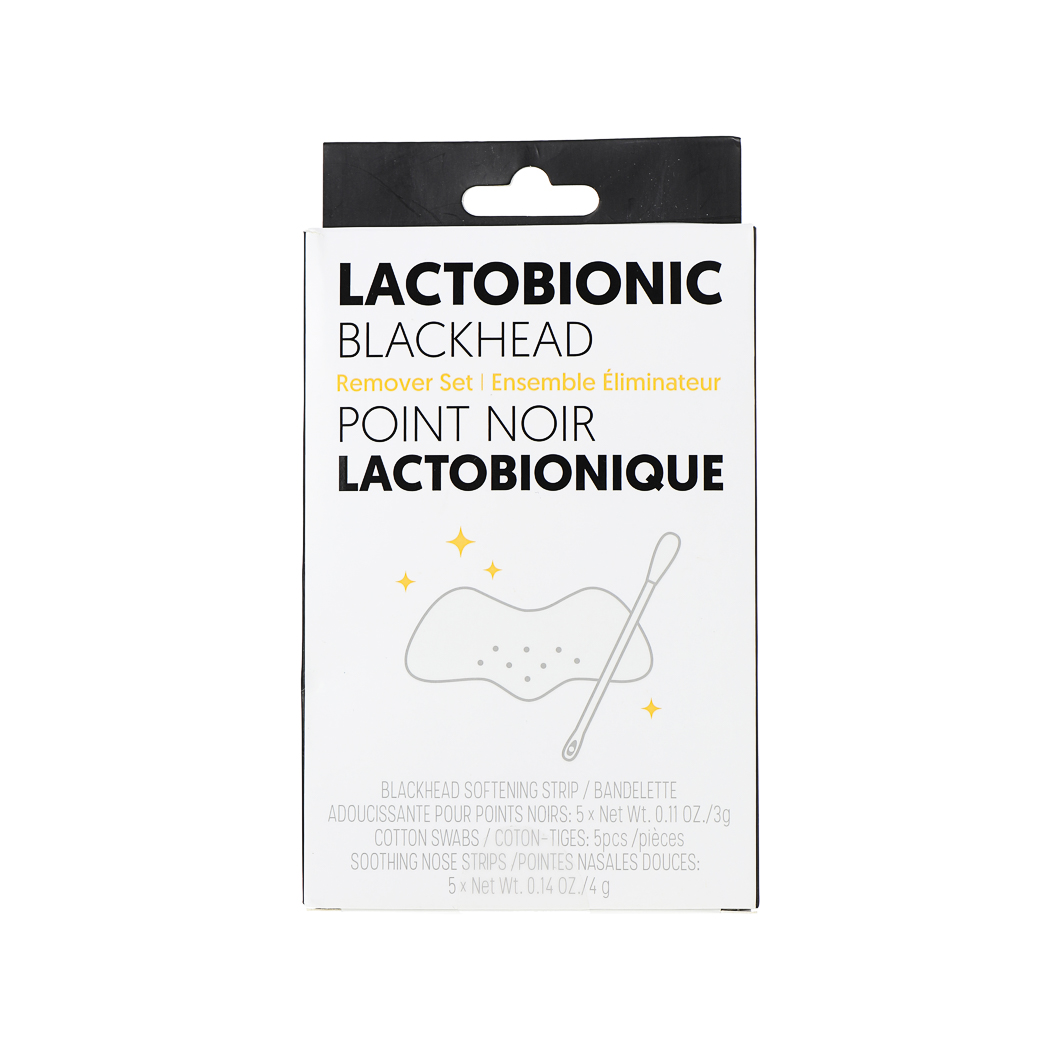 LACTOBIONIC
BLACKHEAD
Remover Set | Ensemble Éliminateur
POINT NOIR
LACTOBIONIQUE
BLACKHEAD SOFTENING STRIP / BANDELETTE
ADOUCISSANTE POUR POINTS NOIRS: 5 x Net Wt. 0.11 OZ./3g
COTTON SWABS / COTON-TIGES: 5pcs /pièces
SOOTHING NOSE STRIPS /POINTES NASALES DOUCES:
5 x Net Wt. 0.14 OZ./4 g